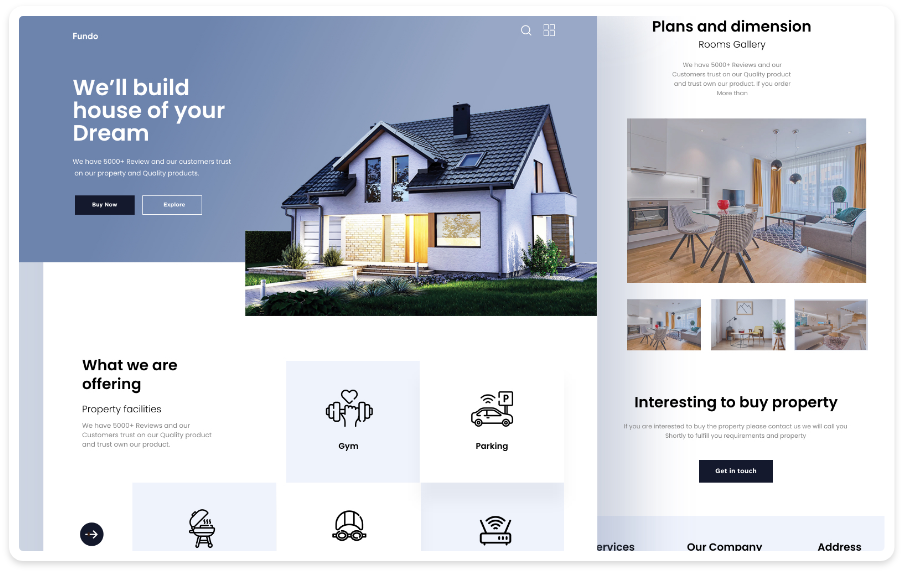 Fundo
We'll build
house of your
Dream
We have 5000+ Review and our customers trust
on our property and Quality products.
Buy Now
Explore
What we are
offering
Property facilities
We have 5000+ Reviews and our
Customers trust on our Quality product
and trust own our product.
Gym
P
Parking
Plans and dimension
Rooms Gallery
We have 5000+ Reviews and our
Customers trust on our Quality product
and trust own our product. if you order
More than
Interesting to buy property
If you are interested to buy the property please contact us we will call you
Shortly to fulfill you requirements and property
Get in touch
ervices
Our Company
Address